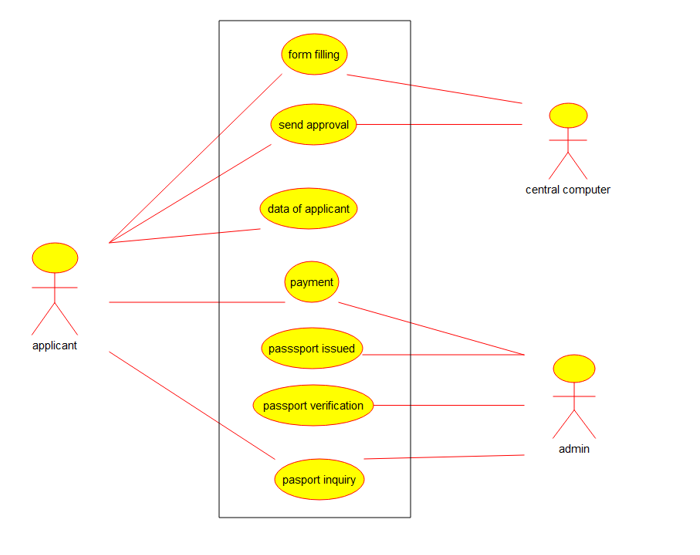 form filling
send approval
central computer
data of applicant
payment
applicant
passsport issued
passport verification
admin
pasport inquiry